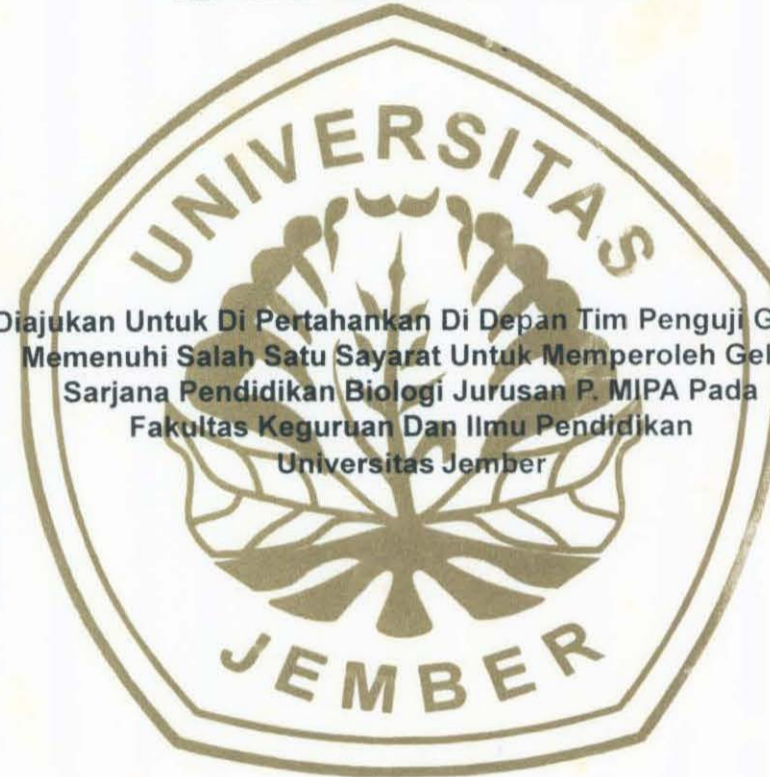 UNIVERSITAS
Diajukan Untuk Di Pertahankan Di Depan Tim Penguji
Memenuhi Salah Satu Sayarat Untuk Memperoleh
Sarjana Pendidikan Biologi Jurusan P. MIPA Pada
Fakultas Keguruan Dan Ilmu Pendidikan
Universitas Jember
JEMBER